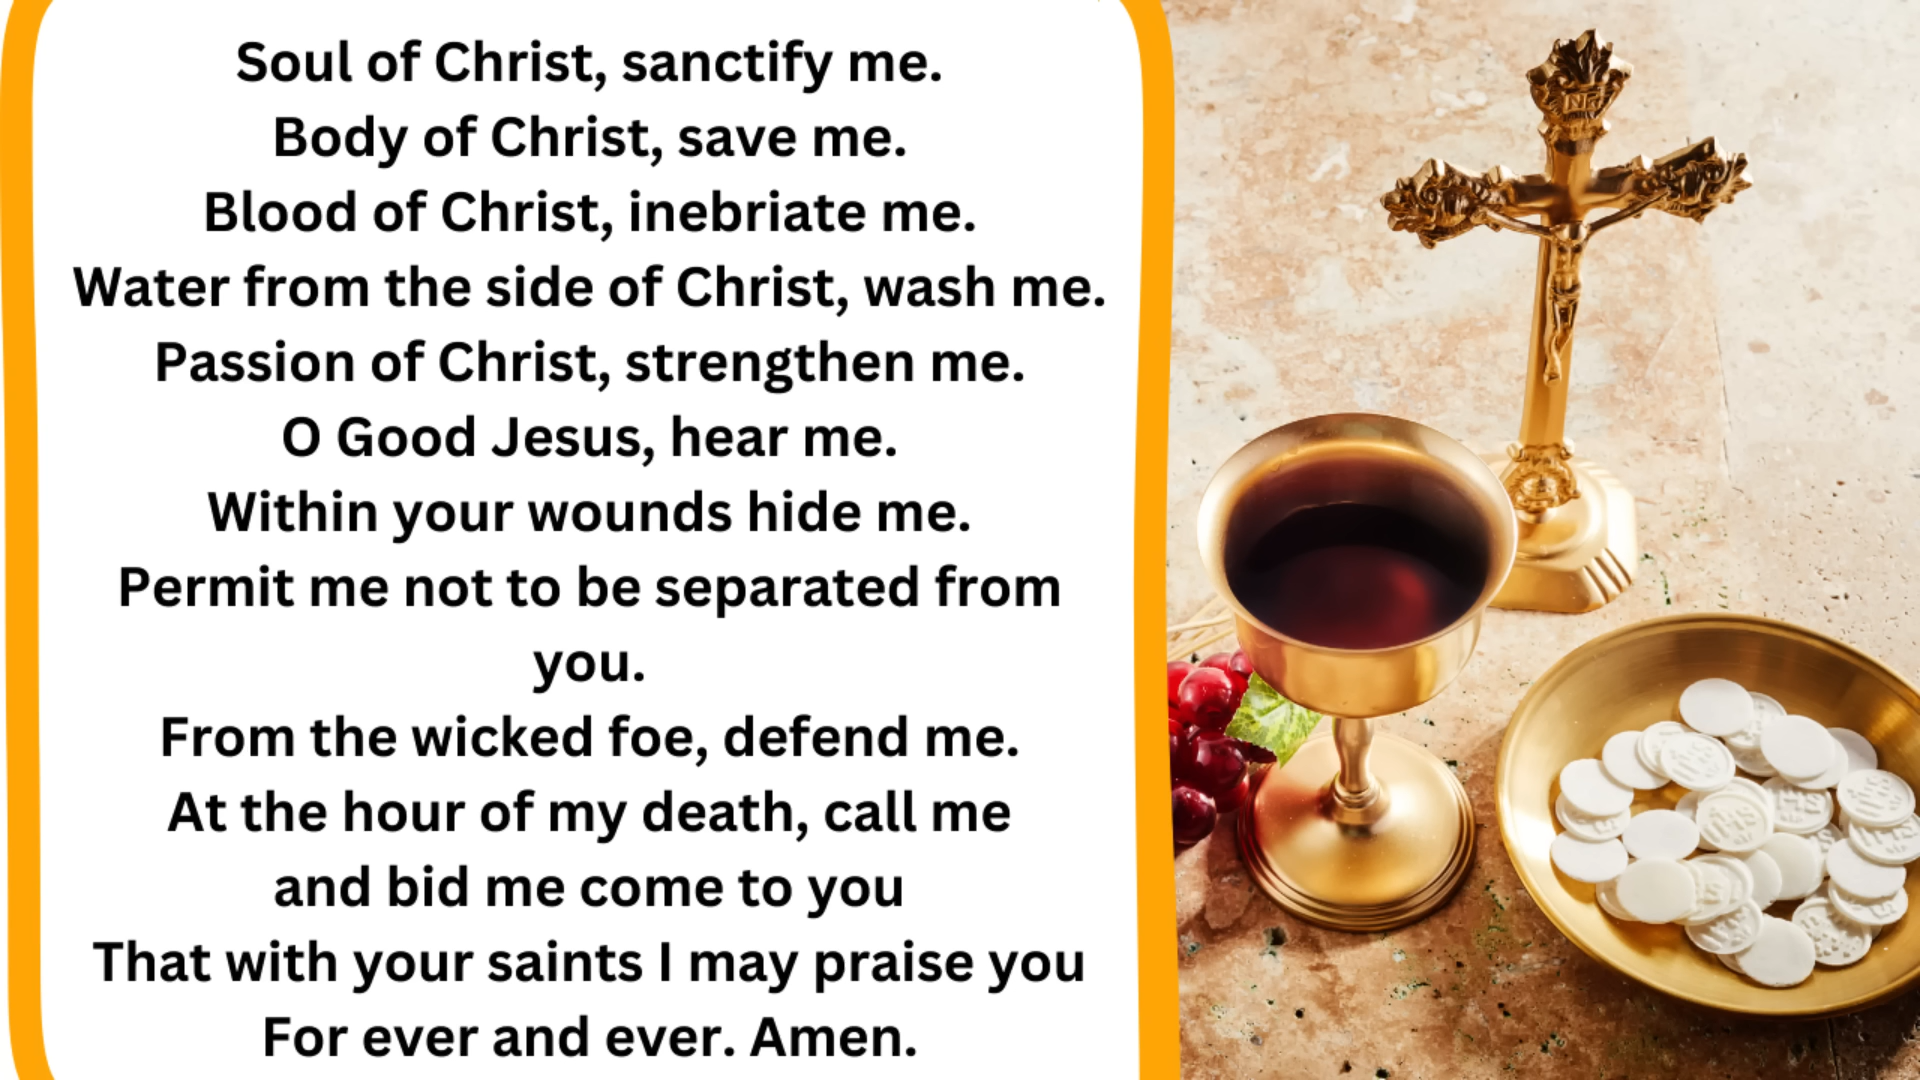 Soul of Christ, sanctify me.
Body of Christ, save me.
Blood of Christ, inebriate me.
Water from the side of Christ, wash me.
Passion of Christ, strengthen me.
O Good Jesus, hear me.
Within your wounds hide me.
Permit me not to be separated from
you.
From the wicked foe, defend me.
At the hour of my death, call me
and bid me come to you
That with your saints I may praise you
For ever and ever. Amen.